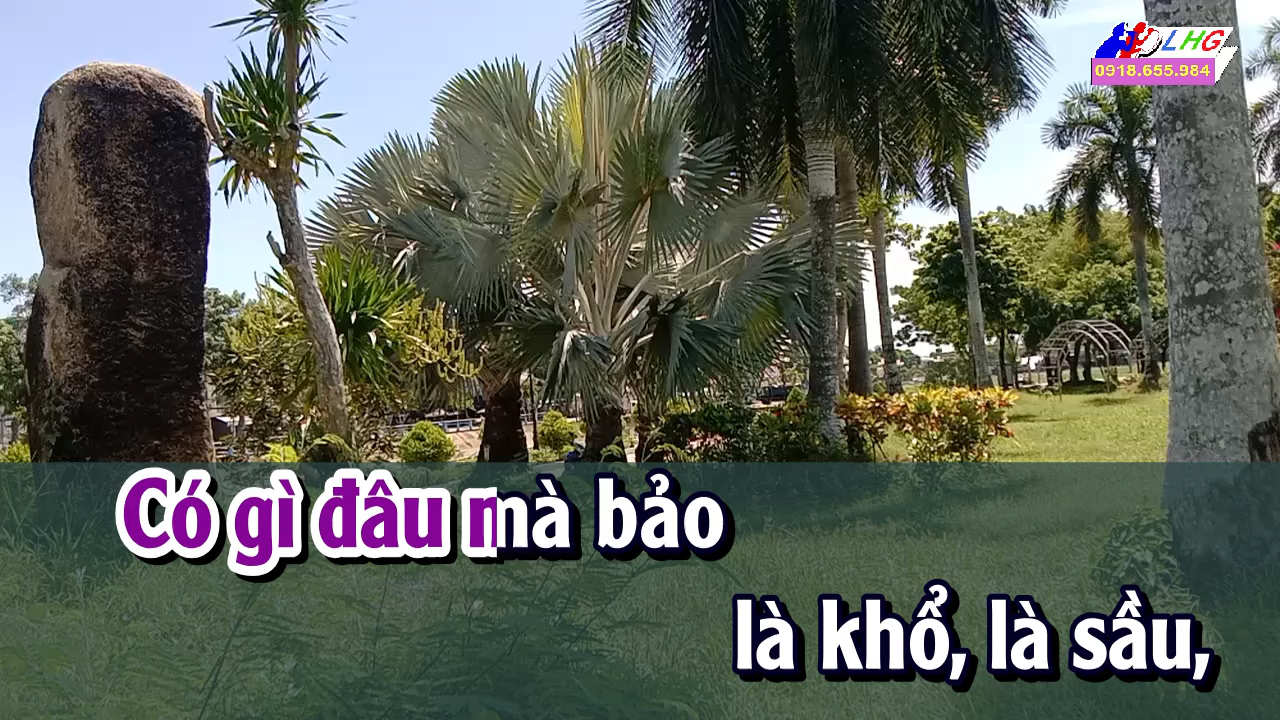 LHG
0918.655.984
Có gì đâu mà bảo
là khổ, là sầu,